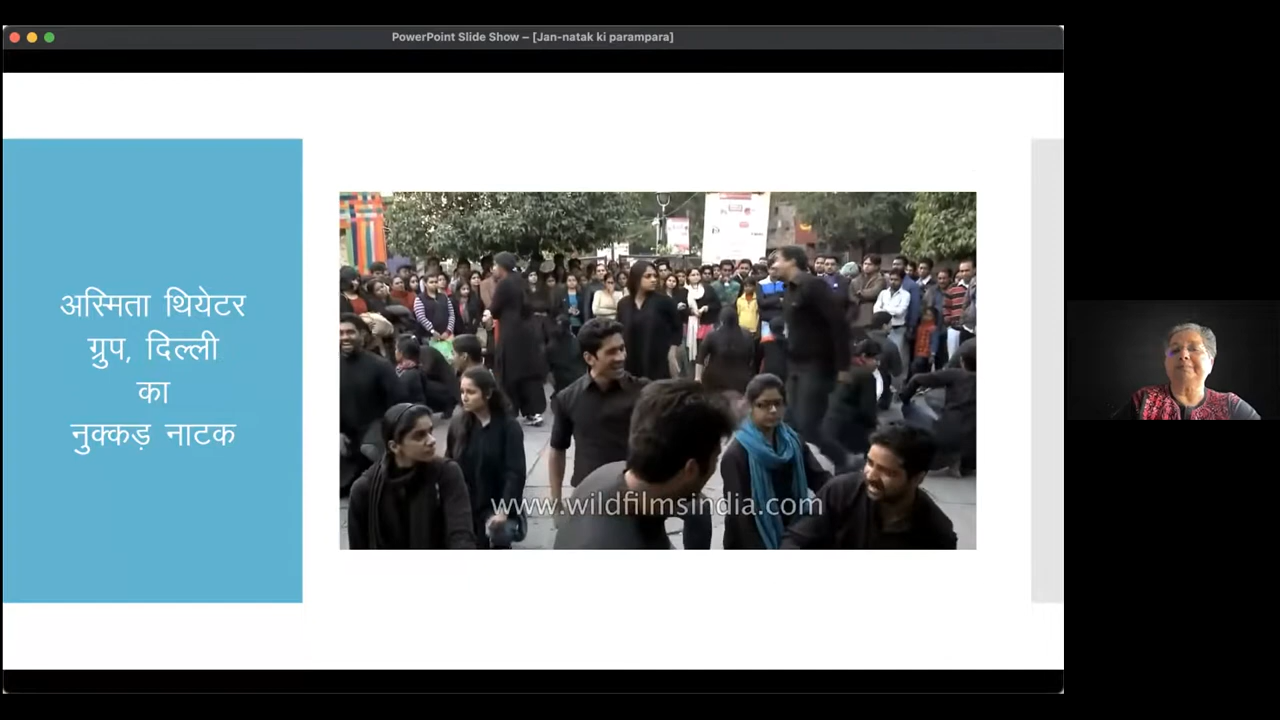 PowerPoint Slide Show – [Jan-natak ki parampara]
अस्मिता थियेटर
ग्रुप, दिल्ली
का
नुक्कड़ नाटक
www.wildfilmsindia.com